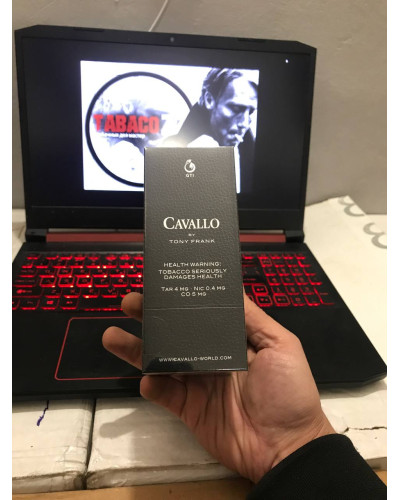 TABACO
OTI
CAVALLO
BY
TONY FRANK
HEALTH WARNING:
TOBACCO SERIOUSLY
DAMAGES HEALTH
TAR 4 MG · NIC 0.4 MG
CO 5 MG
WWW.CAVALLO-WORLD.COM